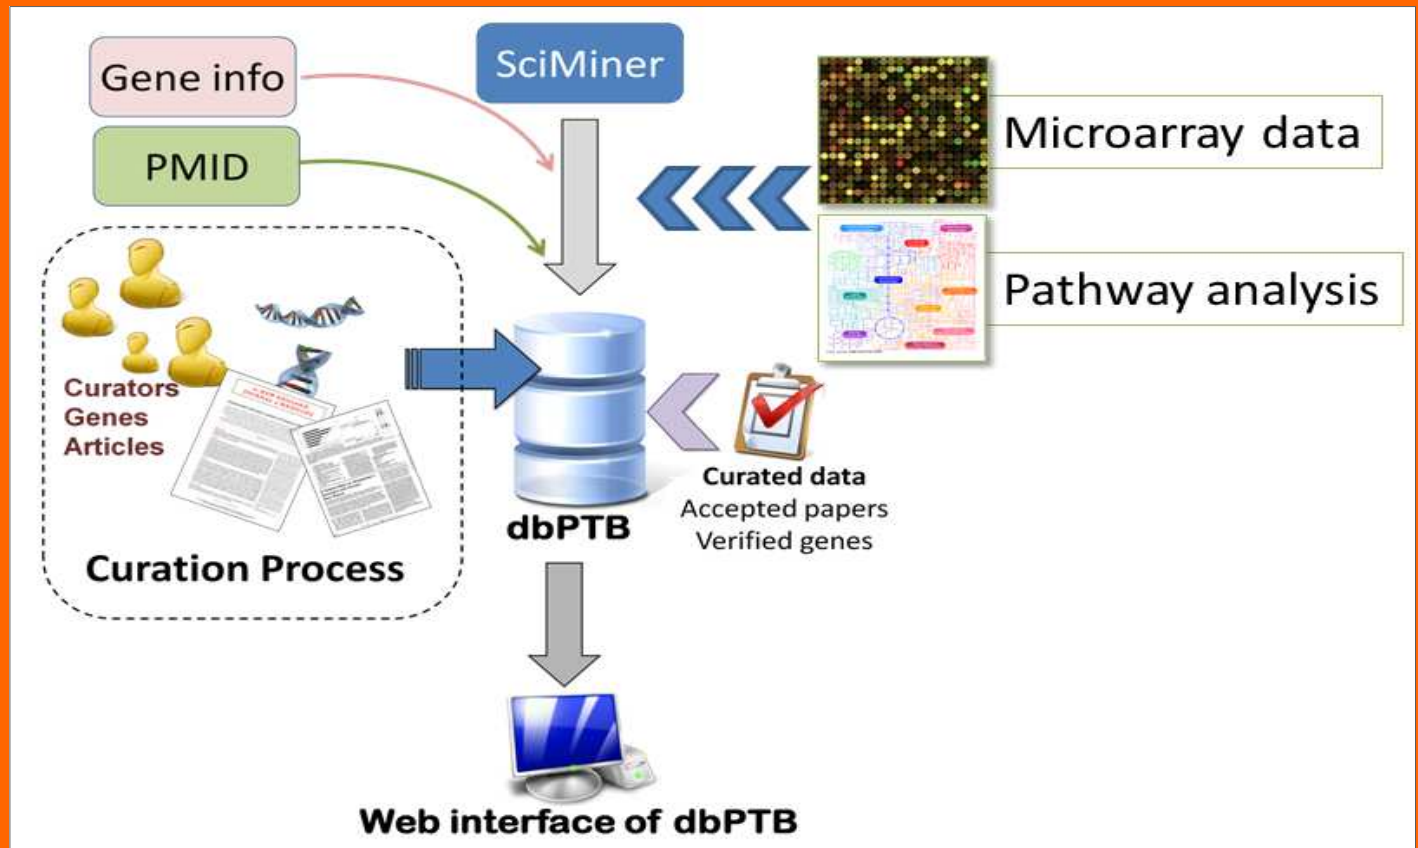 Gene info
SciMiner
PMID
Microarray data
Pathway analysis
Curators
Genes
Articles
Curation Process
dbPTB
Curated data
Accepted papers
Verified genes
Web interface of dbPTB